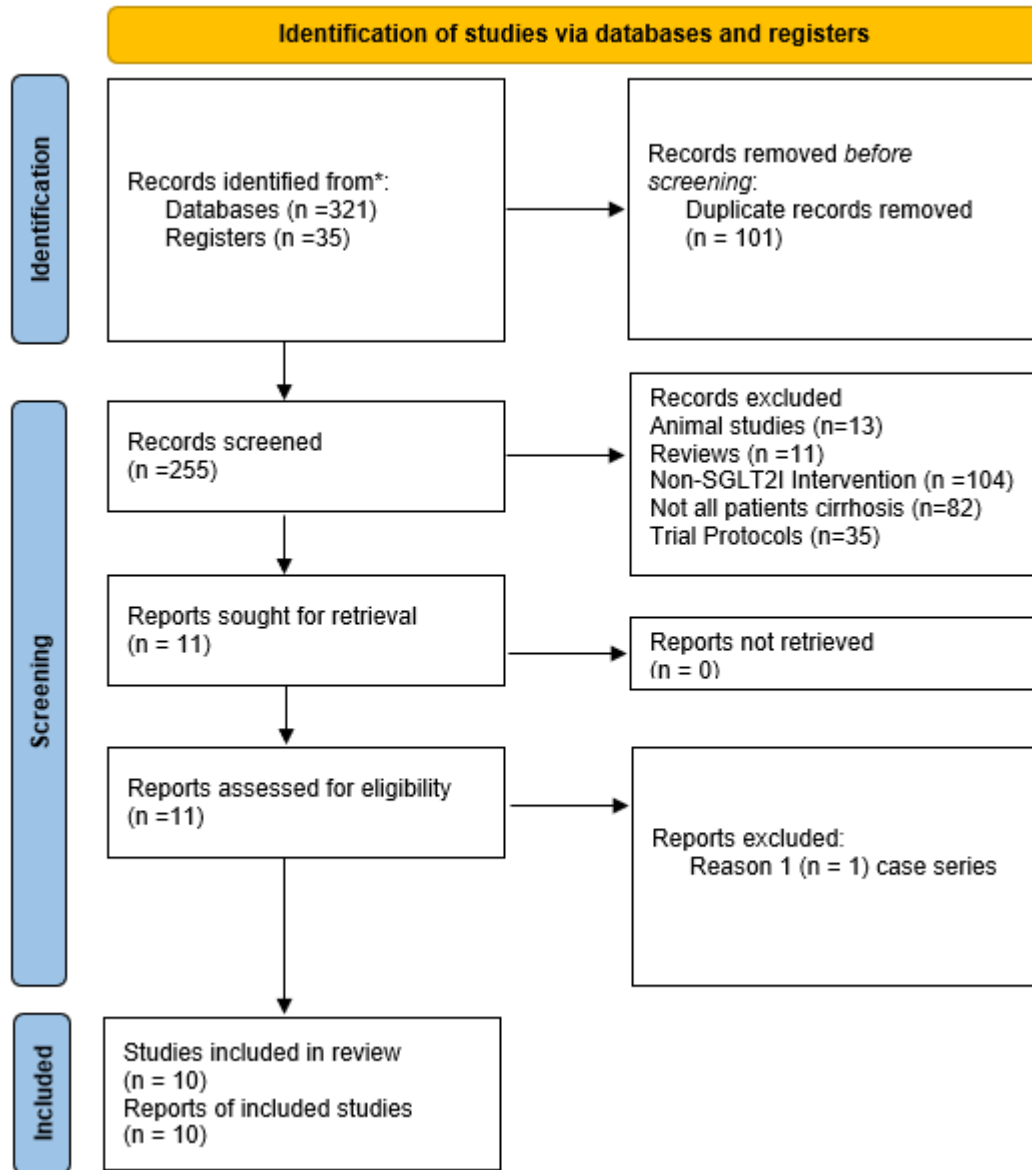 Identification of studies via databases and registers
Identification
Records identified from*:
Databases (n =321)
Registers (n =35)
Records removed before
screening:
Duplicate records removed
(n = 101)
Screening
Records screened
(n =255)
Records excluded
Animal studies (n=13)
Reviews (n =11)
Non-SGLT2I Intervention (n =104)
Not all patients cirrhosis (n=82)
Trial Protocols (n=35)
Reports sought for retrieval
(n = 11)
Reports not retrieved
(n = 0)
Reports assessed for eligibility
(n =11)
Reports excluded:
Reason 1 (n = 1) case series
Included
Studies included in review
(n = 10)
Reports of included studies
(n = 10)